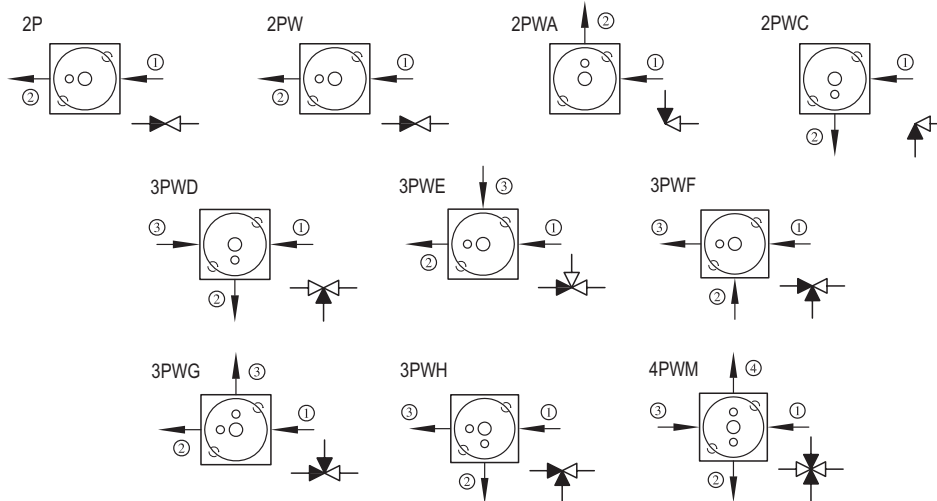 2P
①
②
2PW
①
②
2PWA
②
①
2PWC
①
②
3PWD
③
①
②
3PWE
③
①
②
3PWF
③
①
②
3PWG
③
①
②
3PWH
③
①
②
4PWM
④
③
①
②